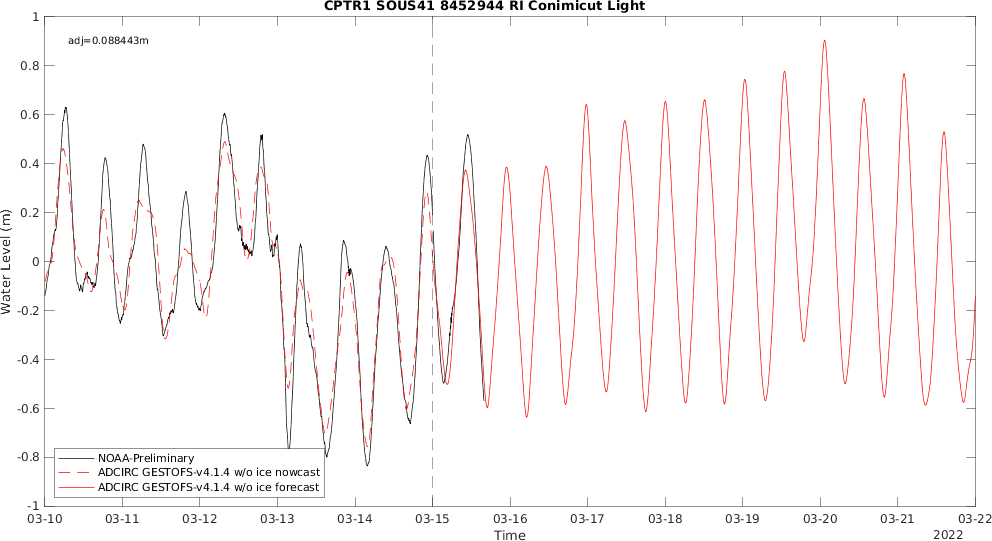 CPTR1 SOUS41 8452944 RI Conimicut Light
adj=0.088443m
1
0.8
0.6
0.4
0.2
0
-0.2
-0.4
-0.6
-0.8
-1
Water Level (m)
NOAA-Preliminary
ADCIRC GESTOFS-v4.1.4 w/o ice nowcast
ADCIRC GESTOFS-v4.1.4 w/o ice forecast
03-10 03-11 03-12 03-13 03-14 03-15 03-16 03-17 03-18 03-19 03-20 03-21 03-22
Time
2022